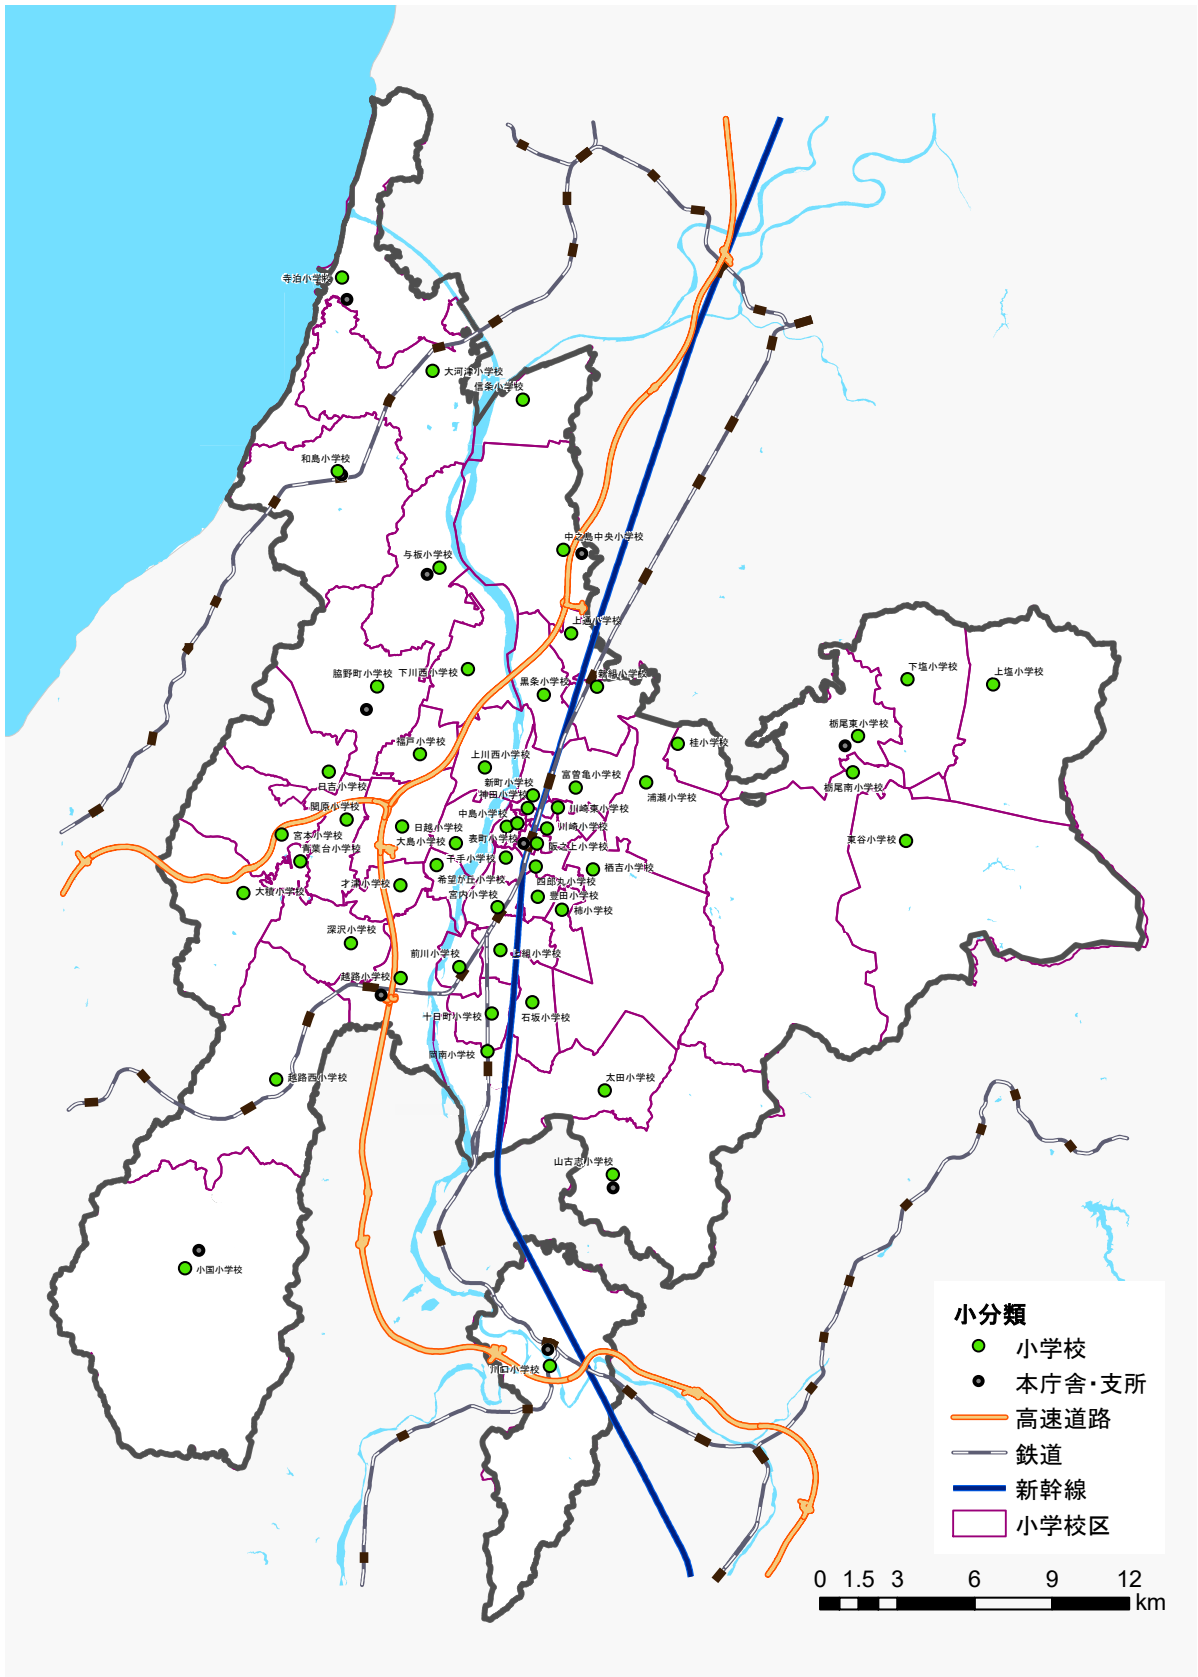 寺泊小学校
大河津小学校
信条小学校
和島小学校
中之島中央小学校
与板小学校
上通小学校
脇野町小学校
下川西小学校
黒条小学校
新組小学校
下塩小学校
上塩小学校
栃尾東小学校
福戸小学校
桂小学校
上川西小学校
日吉小学校
新町小学校
富曽亀小学校
栃尾南小学校
神田小学校
浦瀬小学校
関原小学校
川崎東小学校
中島小学校
日越小学校
川崎小学校
宮本小学校
大島小学校
表町小学校
阪之上小学校
東谷小学校
青葉台小学校
千手小学校
栖吉小学校
希望が丘小学校
四郎丸小学校
才津小学校
大積小学校
宮内小学校
豊田小学校
柿小学校
深沢小学校
前川小学校
上組小学校
越路小学校
十日町小学校
石坂小学校
岡南小学校
越路西小学校
太田小学校
山古志小学校
小国小学校
川口小学校
小分類
小学校
本庁舎・支所
高速道路
鉄道
新幹線
小学校区
0 1.5 3 6 9 12
km